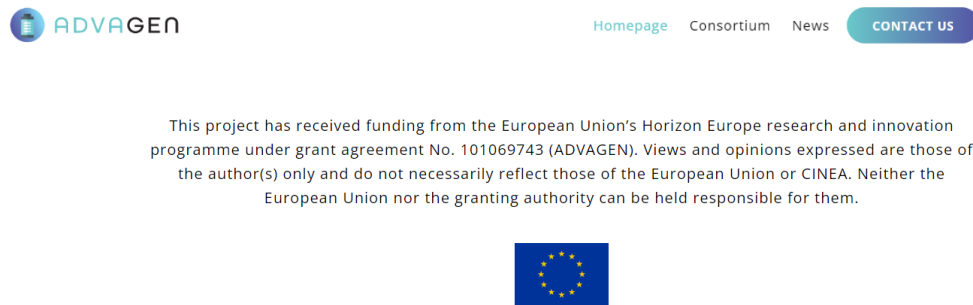 ADVAGEN
Homepage Consortium News CONTACT US
This project has received funding from the European Union’s Horizon Europe research and innovation
programme under grant agreement No. 101069743 (ADVAGEN). Views and opinions expressed are those of
the author(s) only and do not necessarily reflect those of the European Union or CINEA. Neither the
European Union nor the granting authority can be held responsible for them.